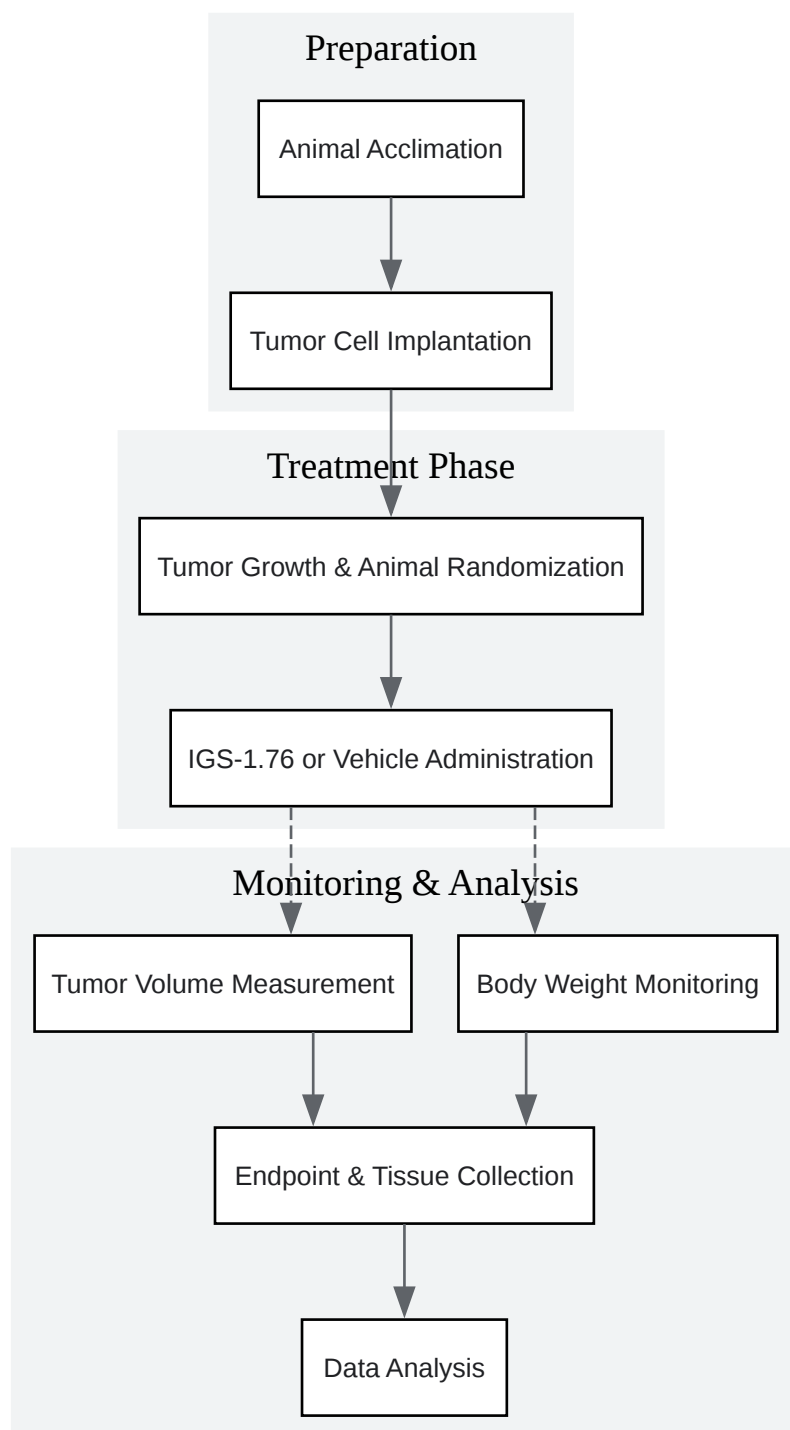 Preparation
Animal Acclimation
Tumor Cell Implantation
Treatment Phase
Tumor Growth & Animal Randomization
IGS-1.76 or Vehicle Administration
Monitoring & Analysis
Tumor Volume Measurement
Body Weight Monitoring
Endpoint & Tissue Collection
Data Analysis